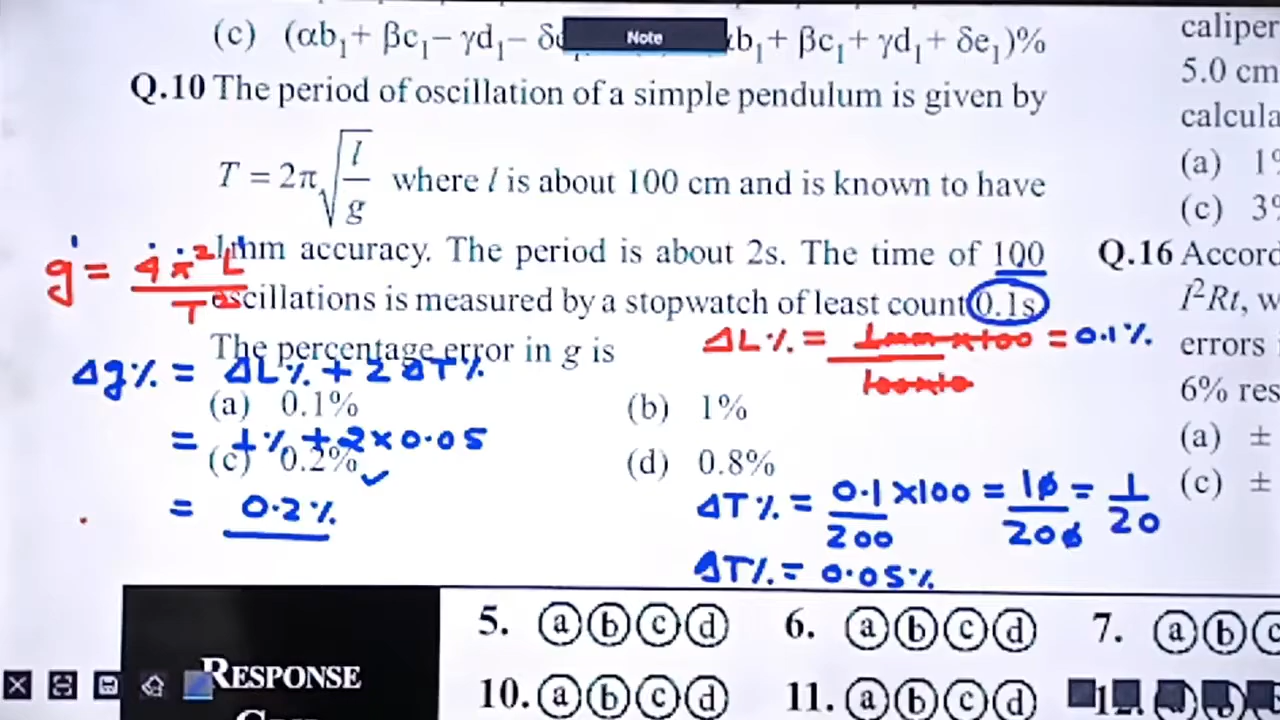 (c) (αb₁ + βc₁ – γd₁ – δe
Note
b₁ + βc₁ + γd₁ + δe₁)%
Q.10 The period of oscillation of a simple pendulum is given by
T = 2π√(l/g) where l is about 100 cm and is known to have
1mm accuracy. The period is about 2s. The time of 100
oscillations is measured by a stopwatch of least count 0.1s
The percentage error in g is
(a) 0.1%
(b) 1%
(c) 0.2% ✓
(d) 0.8%
g = 4π²L / T
Δg% = ΔL% + 2ΔT%
= 1% + 2×0.05
= 0.2%
ΔL% = 1mm×100 / 100×10 = 0.1%
ΔT% = 0.1/200 ×100 = 10/200 = 1/20
ΔT% = 0.05%
caliper
5.0 cm
calcula
(a) 1%
(c) 3%
Q.16 Accord
I²Rt, w
errors
6% res
(a) ±
(c) ±
RESPONSE
5. ⓐⓑⓒⓓ
6. ⓐⓑⓒⓓ
7. ⓐⓑⓒ
10. ⓐⓑⓒⓓ
11. ⓐⓑⓒⓓ